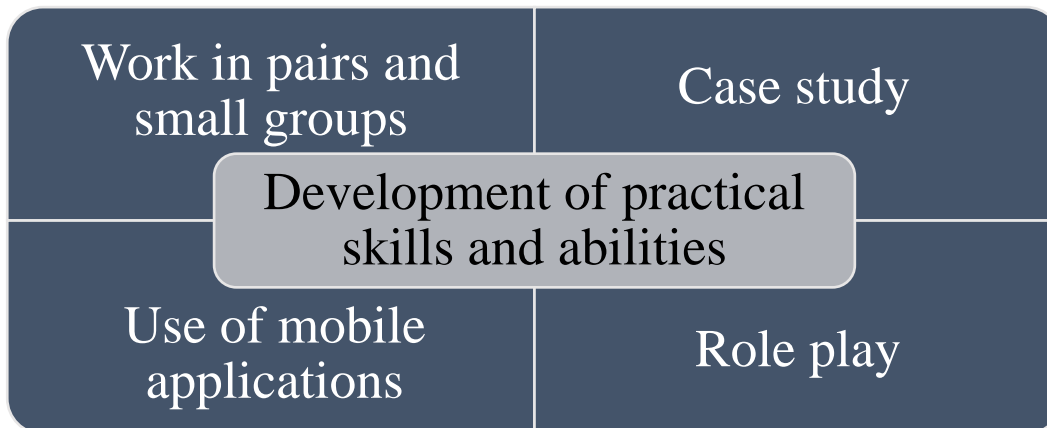 Work in pairs and
small groups
Case study
Development of practical
skills and abilities
Use of mobile
applications
Role play